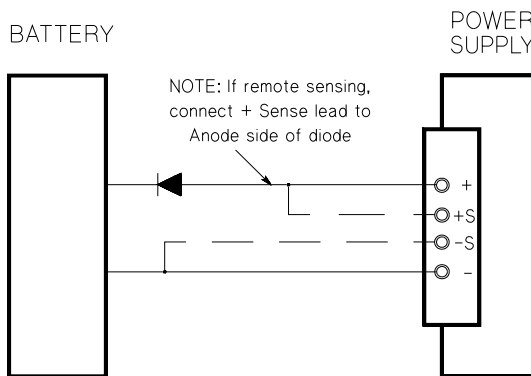 BATTERY
POWER
SUPPLY
NOTE: If remote sensing,
connect + Sense lead to
Anode side of diode
+
+S
-S
-